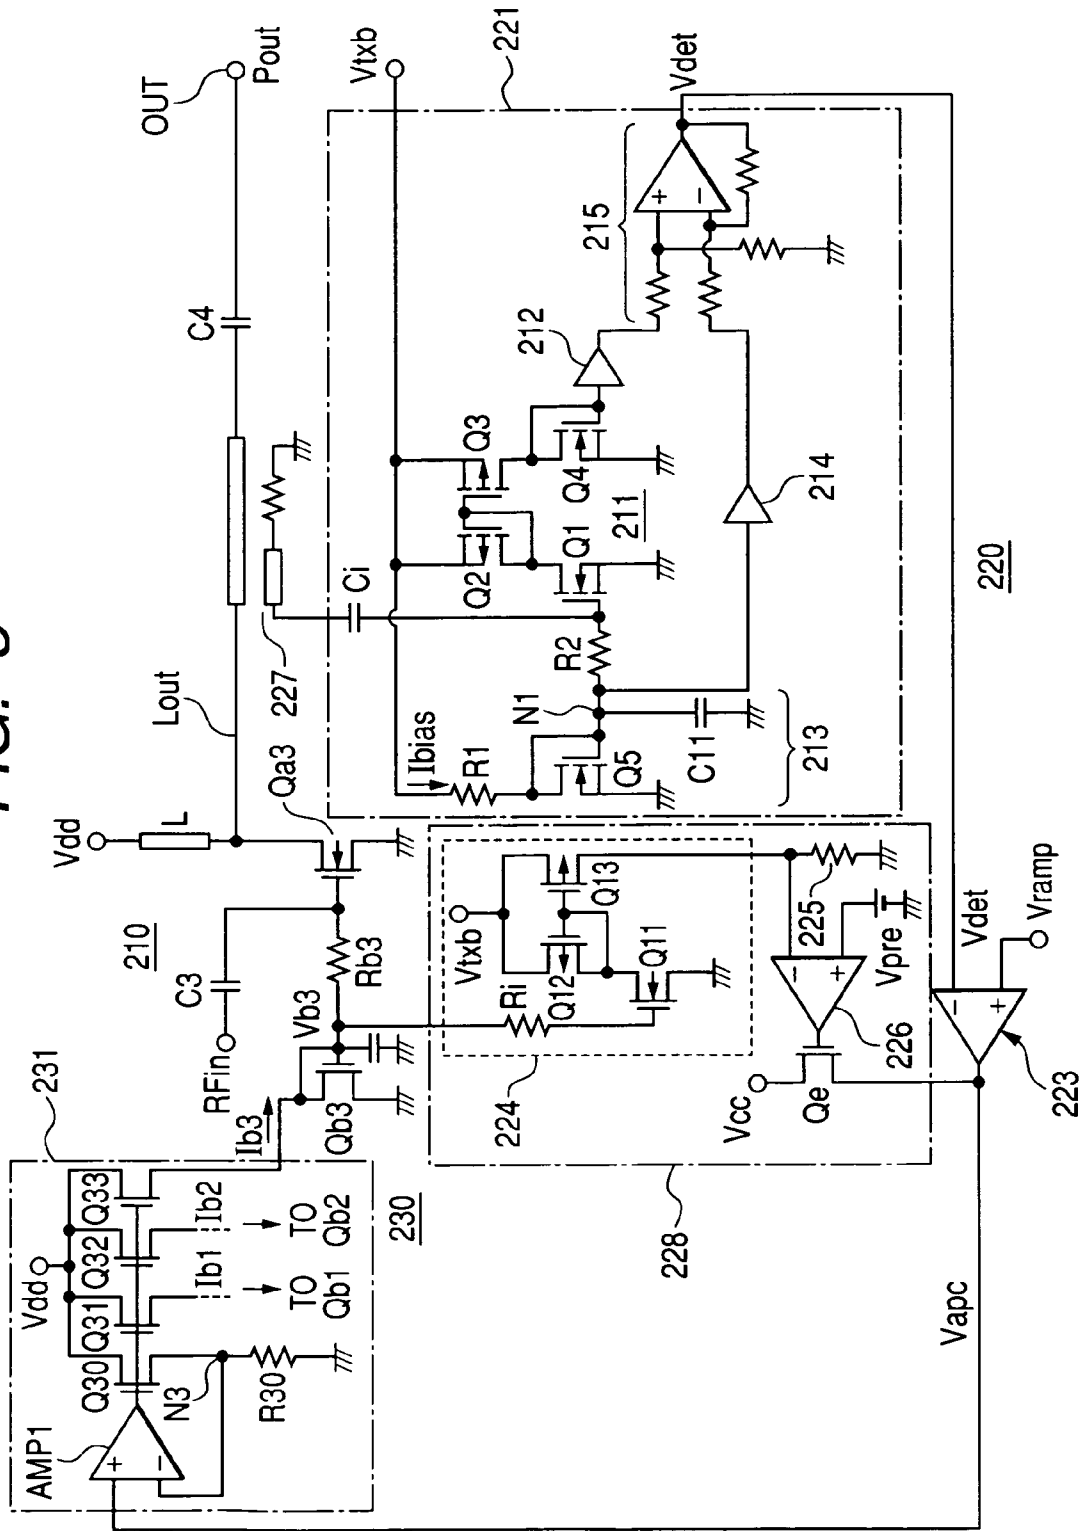 FIG.
231
Vdd
Q30
Q31
Q32
Q33
AMP1
+
−
N3
R30
Ib1
Ib2
TO
Qb1
TO
Qb2
230
Ib3
RFin
C3
210
Vb3
Rb3
Qb3
Vdd
L
Qa3
Lout
227
C4
OUT
Pout
Vtxb
221
Ci
Ibias
R1
Q5
N1
R2
C11
213
Q2
Q3
Q1
Q4
211
212
214
215
+
−
Vdet
224
Vtxb
Ri
Q12
Q13
Q11
225
−
+
Vpre
226
Vcc
Qe
228
Vdet
−
+
Vramp
223
220
Vapc